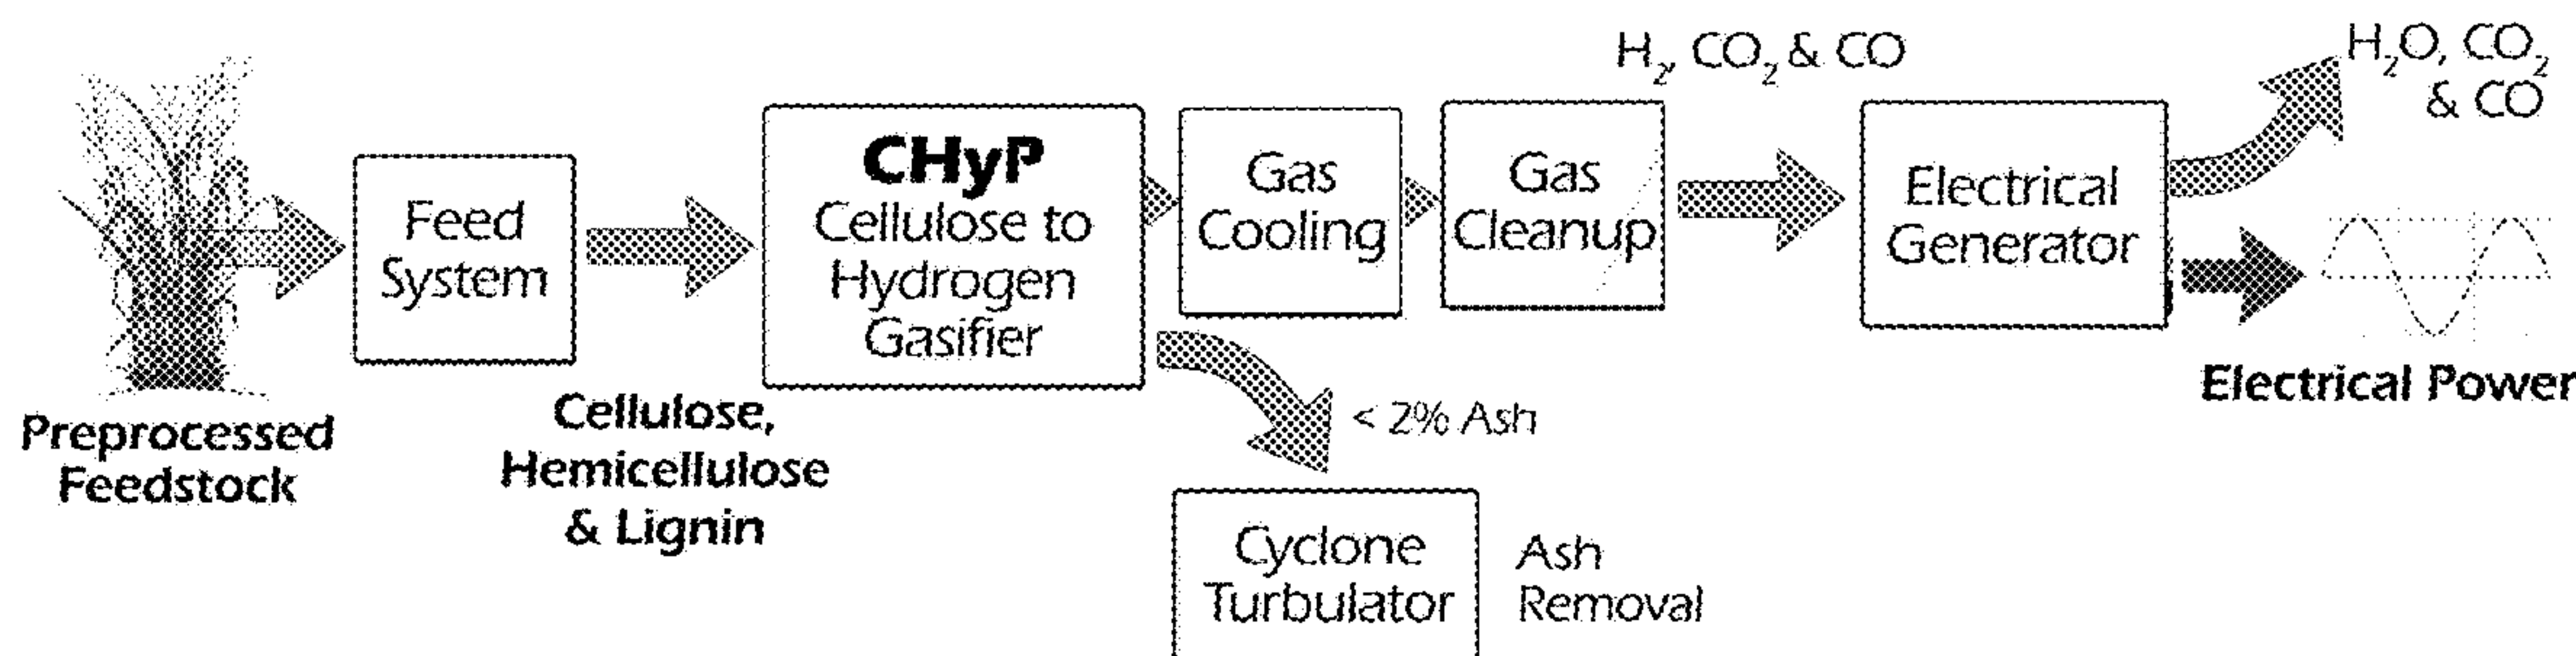 Preprocessed
Feedstock
Feed
System
Cellulose,
Hemicellulose
& Lignin
CHyP
Cellulose to
Hydrogen
Gasifier
Gas
Cooling
Gas
Cleanup
H₂, CO₂ & CO
Electrical
Generator
H₂O, CO₂
& CO
Electrical Power
< 2% Ash
Cyclone
Turbulator
Ash
Removal